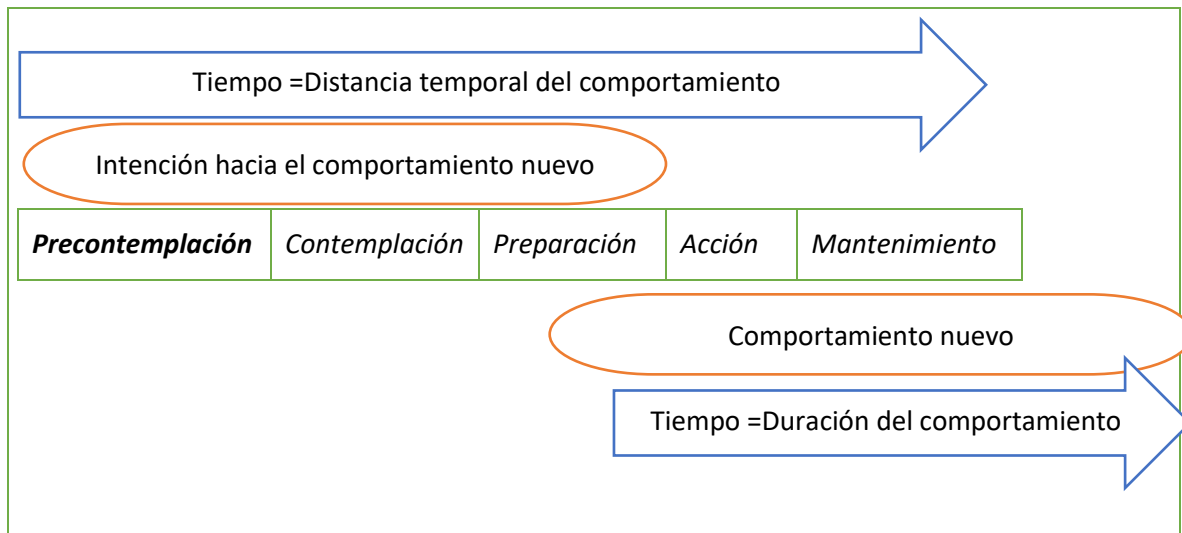 Tiempo =Distancia temporal del comportamiento
Intención hacia el comportamiento nuevo
Precontemplación Contemplación Preparación Acción Mantenimiento
Comportamiento nuevo
Tiempo =Duración del comportamiento